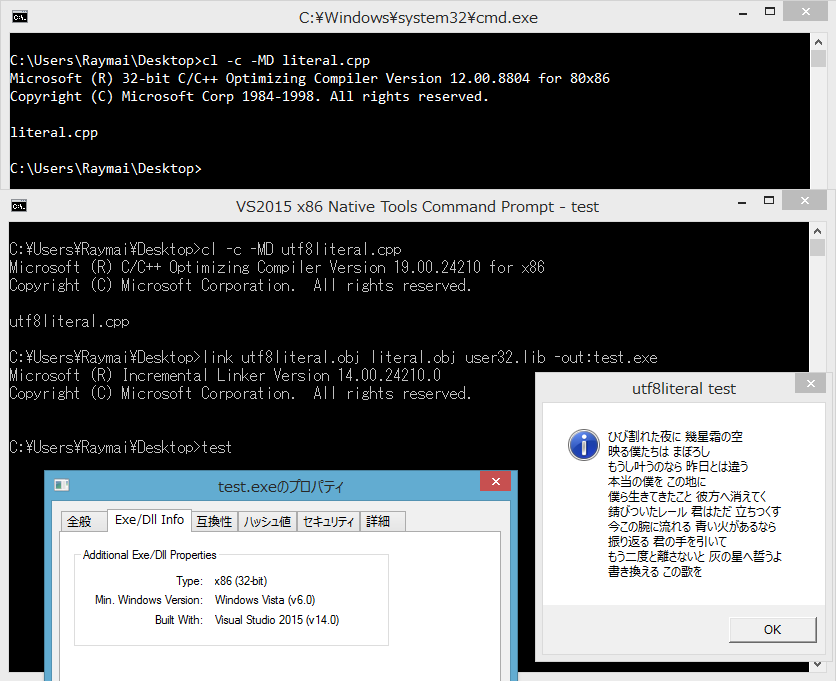 C:¥Windows¥system32¥cmd.exe
C:\Users\Raymai\Desktop>cl -c -MD literal.cpp
Microsoft (R) 32-bit C/C++ Optimizing Compiler Version 12.00.8804 for 80x86
Copyright (C) Microsoft Corp 1984-1998. All rights reserved.
literal.cpp
C:\Users\Raymai\Desktop>
VS2015 x86 Native Tools Command Prompt - test
C:¥Users¥Raymai¥Desktop>cl -c -MD utf8literal.cpp
Microsoft (R) C/C++ Optimizing Compiler Version 19.00.24210 for x86
Copyright (C) Microsoft Corporation.  All rights reserved.
utf8literal.cpp
C:¥Users¥Raymai¥Desktop>link utf8literal.obj literal.obj user32.lib -out:test.exe
Microsoft (R) Incremental Linker Version 14.00.24210.0
Copyright (C) Microsoft Corporation.  All rights reserved.
C:¥Users¥Raymai¥Desktop>test
utf8literal test
ひび割れた夜に 幾星霜の空
映る僕たちは まぼろし
もうし叶うのなら 昨日とは違う
本当の僕を この地に
僕ら生きてきたこと 彼方へ消えてく
錆びついたレール 君はただ 立ちつくす
今この腕に流れる 青い火があるなら
振り返る 君の手を引いて
もう二度と離さないと 灰の星へ誓うよ
書き換える この歌を
OK
test.exeのプロパティ
全般
Exe/Dll Info
互換性
ハッシュ値
セキュリティ
詳細
Additional Exe/Dll Properties
Type: x86 (32-bit)
Min. Windows Version: Windows Vista (v6.0)
Built With: Visual Studio 2015 (v14.0)